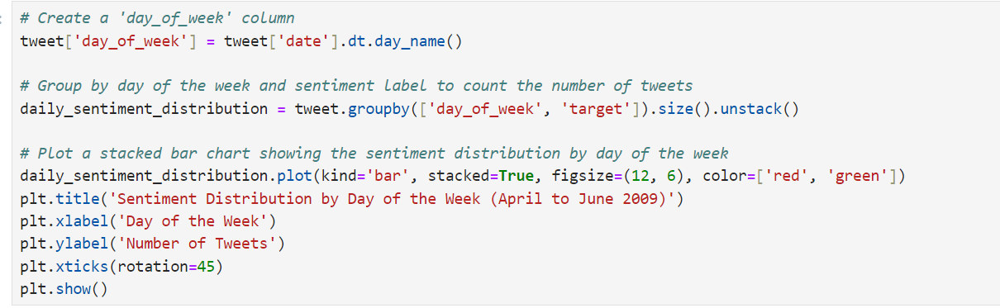 # Create a 'day_of_week' column
tweet['day_of_week'] = tweet['date'].dt.day_name()
# Group by day of the week and sentiment label to count the number of tweets
daily_sentiment_distribution = tweet.groupby(['day_of_week', 'target']).size().unstack()
# Plot a stacked bar chart showing the sentiment distribution by day of the week
daily_sentiment_distribution.plot(kind='bar', stacked=True, figsize=(12, 6), color=['red', 'green'])
plt.title('Sentiment Distribution by Day of the Week (April to June 2009)')
plt.xlabel('Day of the Week')
plt.ylabel('Number of Tweets')
plt.xticks(rotation=45)
plt.show()